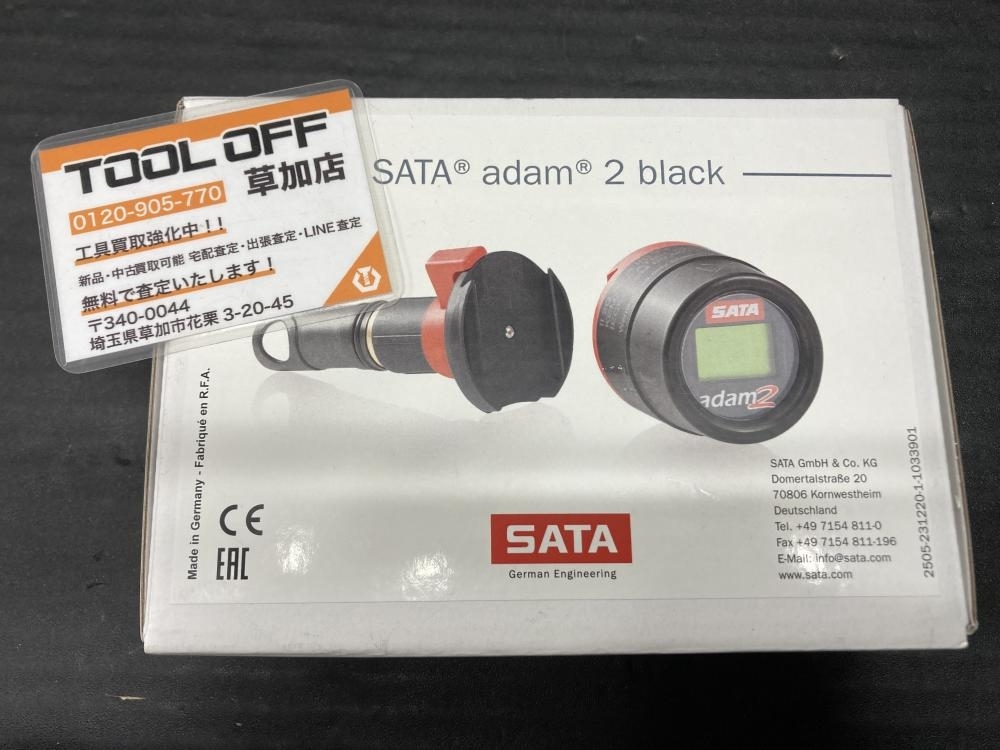 TOOL OFF
草加店
0120-905-770
工具買取強化中！！
新品・中古買取可能 宅配査定・出張査定・LINE査定
無料で査定いたします！
〒340-0044
埼玉県草加市花栗 3-20-45
SATA® adam® 2 black
SATA
adam2
Made in Germany - Fabriqué en R.F.A.
CE
EAC
SATA
German Engineering
SATA GmbH & Co. KG
Domertalstraße 20
70806 Kornwestheim
Deutschland
Tel. +49 7154 811-0
Fax +49 7154 811-196
E-Mail: info@sata.com
www.sata.com
2505-231220-1-1033901